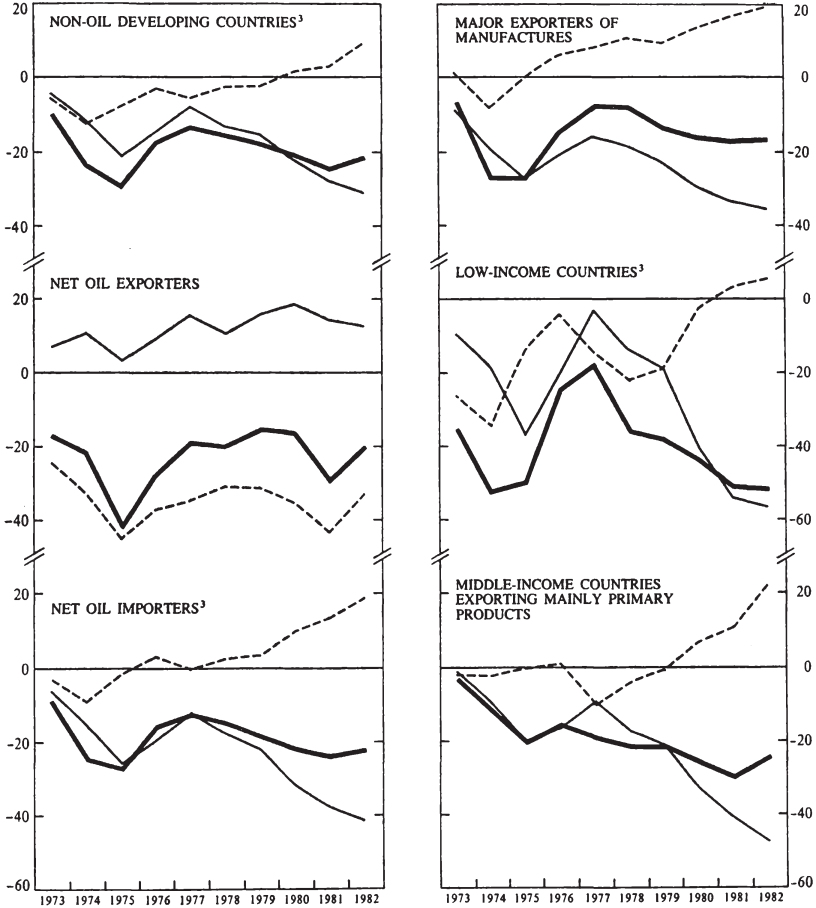 20
0
-20
-40
NON-OIL DEVELOPING COUNTRIES³
20
0
-20
-40
NET OIL EXPORTERS
20
0
-20
-40
-60
NET OIL IMPORTERS³
1973 1974 1975 1976 1977 1978 1979 1980 1981 1982
MAJOR EXPORTERS OF
MANUFACTURES
20
0
-20
-40
LOW-INCOME COUNTRIES³
0
-20
-40
-60
MIDDLE-INCOME COUNTRIES
EXPORTING MAINLY PRIMARY
PRODUCTS
20
0
-20
-40
-60
1973 1974 1975 1976 1977 1978 1979 1980 1981 1982